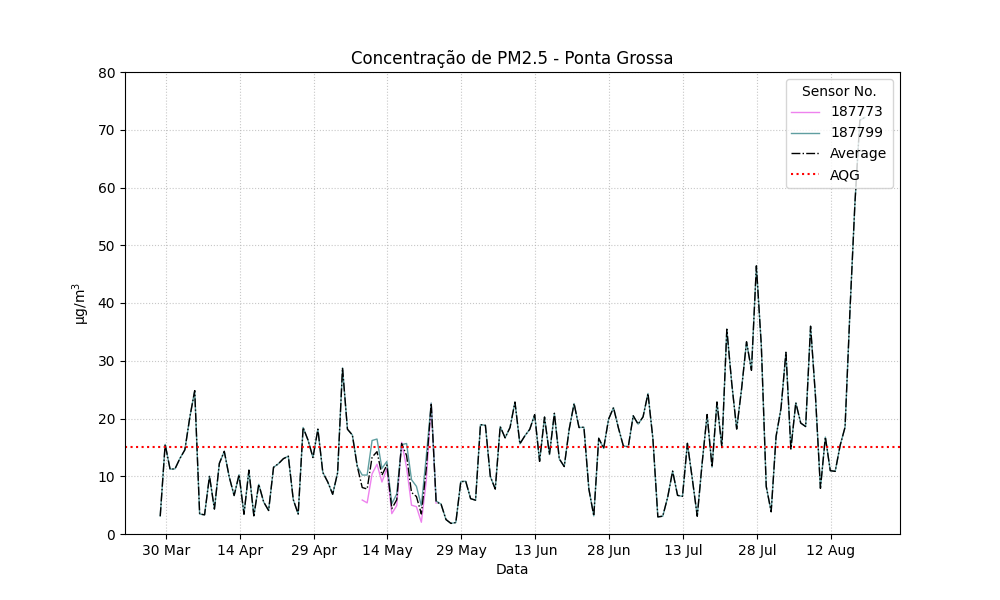 Concentração de PM2.5 - Ponta Grossa
80
70
60
50
40
30
20
10
0
µg/m³
Sensor No.
187773
187799
Average
AQG
30 Mar 14 Apr 29 Apr 14 May 29 May 13 Jun 28 Jun 13 Jul 28 Jul 12 Aug
Data